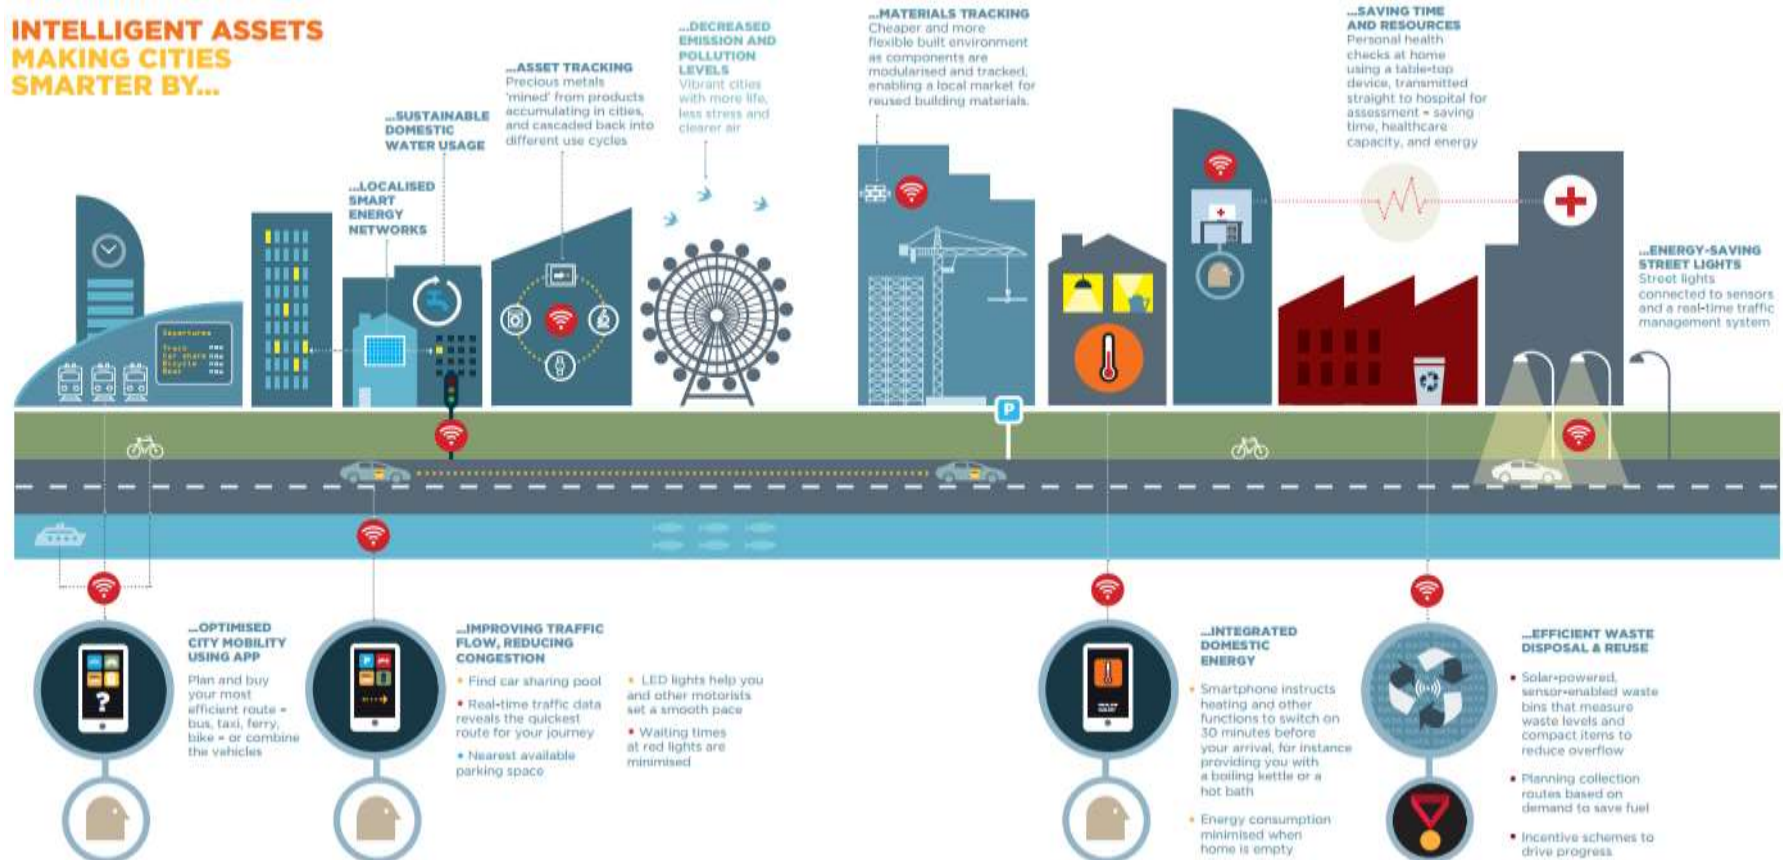 INTELLIGENT ASSETS
MAKING CITIES
SMARTER BY...
...SUSTAINABLE
DOMESTIC
WATER USAGE
...LOCALISED
SMART
ENERGY
NETWORKS
...ASSET TRACKING
Precious metals
'mined' from products
accumulating in cities,
and cascaded back into
different use cycles
...DECREASED
EMISSION AND
POLLUTION
LEVELS
Vibrant cities
with more life,
less stress and
clearer air
...MATERIALS TRACKING
Cheaper and more
flexible built environment
as components are
modularised and tracked,
enabling a local market for
reused building materials.
...SAVING TIME
AND RESOURCES
Personal health
checks at home
using a table-top
device, transmitted
straight to hospital for
assessment = saving
time, healthcare
capacity, and energy
...ENERGY-SAVING
STREET LIGHTS
Street lights
connected to sensors
and a real-time traffic
management system
Departures
Train now
Car share now
Bicycle now
Boat now
P
...OPTIMISED
CITY MOBILITY
USING APP
Plan and buy
your most
efficient route =
bus, taxi, ferry,
bike = or combine
the vehicles
?
P
...IMPROVING TRAFFIC
FLOW, REDUCING
CONGESTION
• Find car sharing pool
• Real-time traffic data
reveals the quickest
route for your journey
• Nearest available
parking space
• LED lights help you
and other motorists
set a smooth pace
• Waiting times
at red lights are
minimised
...INTEGRATED
DOMESTIC
ENERGY
• Smartphone instructs
heating and other
functions to switch on
30 minutes before
your arrival, for instance
providing you with
a boiling kettle or a
hot bath
• Energy consumption
minimised when
home is empty
...EFFICIENT WASTE
DISPOSAL & REUSE
• Solar-powered,
sensor-enabled waste
bins that measure
waste levels and
compact items to
reduce overflow
• Planning collection
routes based on
demand to save fuel
• Incentive schemes to
drive progress